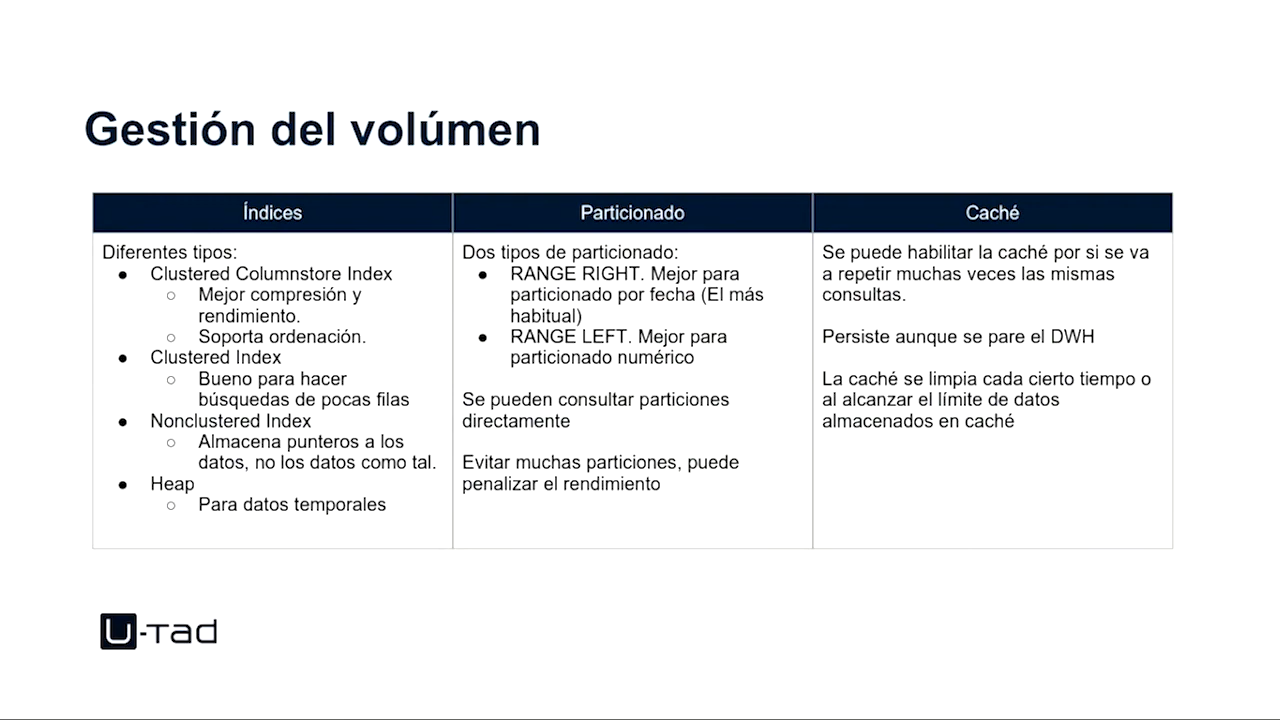 Gestión del volúmen
Índices
Particionado
Caché
Diferentes tipos:
● Clustered Columnstore Index
○ Mejor compresión y
rendimiento.
○ Soporta ordenación.
● Clustered Index
○ Bueno para hacer
búsquedas de pocas filas
● Nonclustered Index
○ Almacena punteros a los
datos, no los datos como tal.
● Heap
○ Para datos temporales
Dos tipos de particionado:
● RANGE RIGHT. Mejor para
particionado por fecha (El más
habitual)
● RANGE LEFT. Mejor para
particionado numérico
Se pueden consultar particiones
directamente
Evitar muchas particiones, puede
penalizar el rendimiento
Se puede habilitar la caché por si se va
a repetir muchas veces las mismas
consultas.
Persiste aunque se pare el DWH
La caché se limpia cada cierto tiempo o
al alcanzar el límite de datos
almacenados en caché
U-Tad